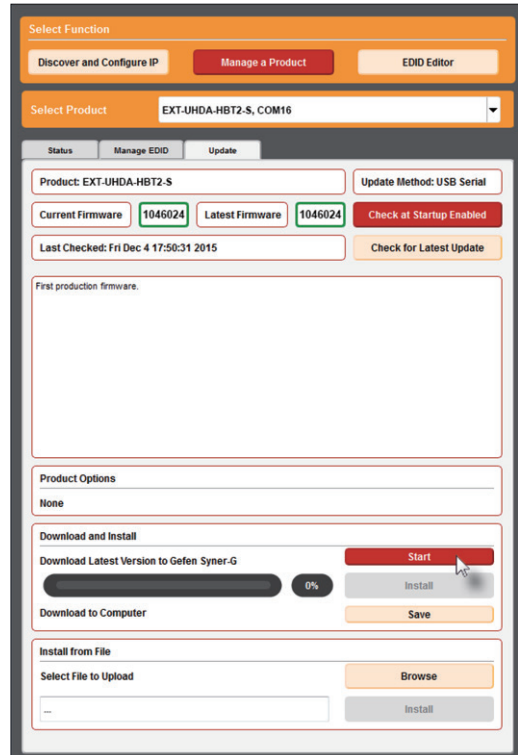 Select Function
Discover and Configure IP Manage a Product EDID Editor
Select Product EXT-UHDA-HBT2-S, COM16
Status Manage EDID Update
Product: EXT-UHDA-HBT2-S Update Method: USB Serial
Current Firmware 1046024 Latest Firmware 1046024 Check at Startup Enabled
Last Checked: Fri Dec 4 17:50:31 2015 Check for Latest Update
First production firmware.
Product Options
None
Download and Install
Download Latest Version to Gefen Syner-G Start
0% Install
Download to Computer Save
Install from File
Select File to Upload Browse
... Install